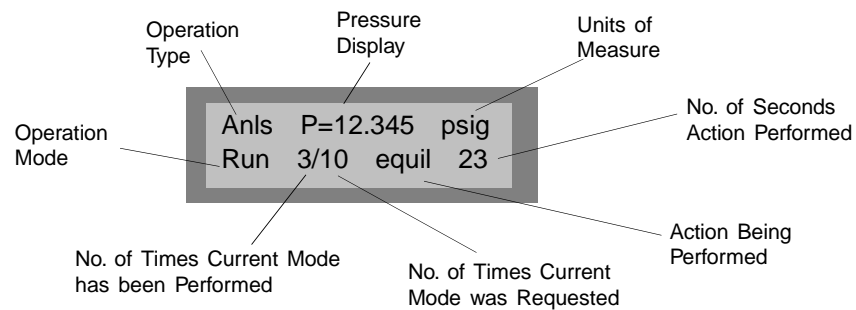 Operation
Type
Pressure
Display
Units of
Measure
Operation
Mode
Anls P=12.345 psig
Run 3/10 equil 23
No. of Seconds
Action Performed
No. of Times Current Mode
has been Performed
No. of Times Current
Mode was Requested
Action Being
Performed